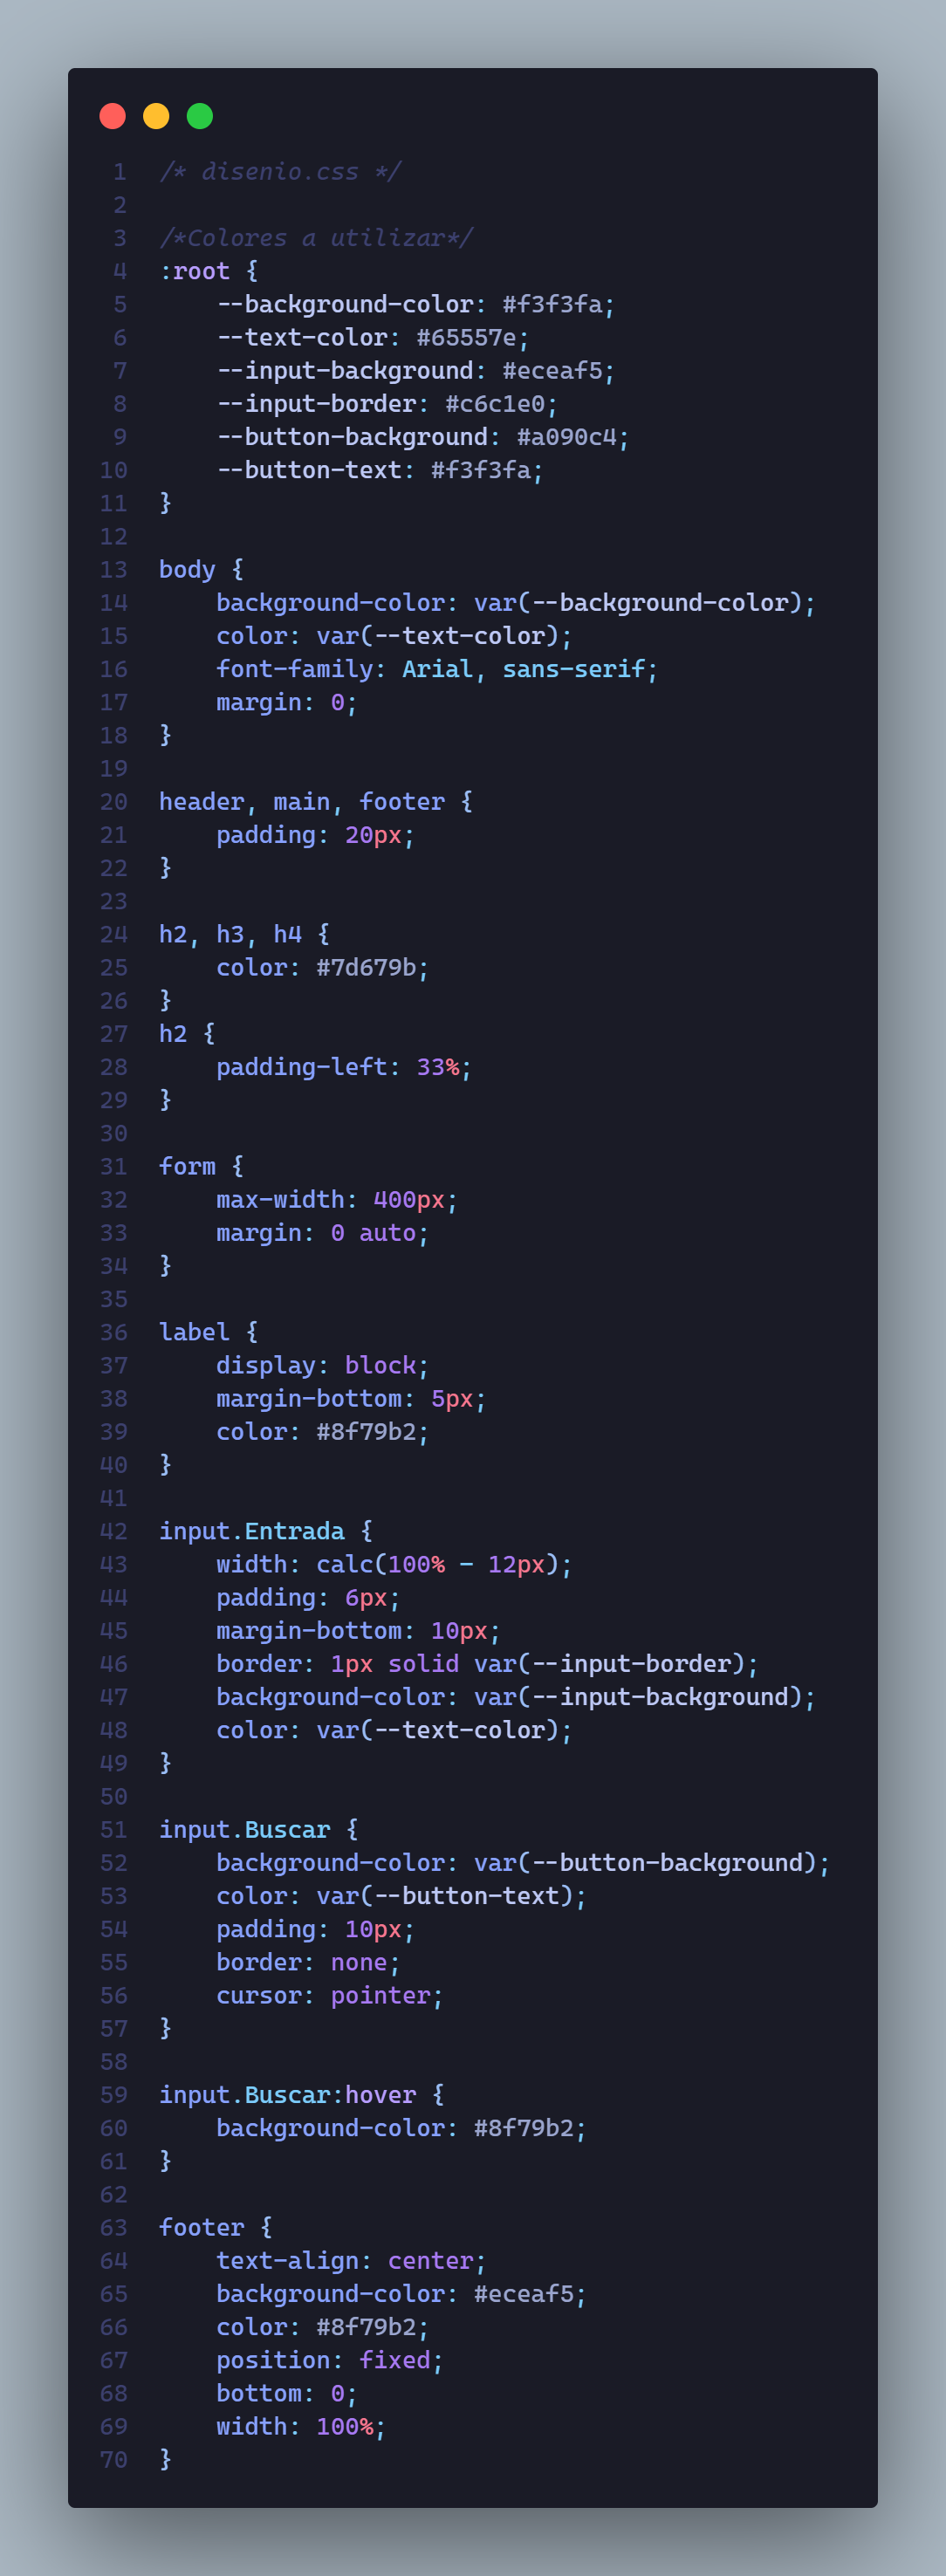 1 /* disenio.css */
2
3 /*Colores a utilizar*/
4 :root {
5     --background-color: #f3f3fa;
6     --text-color: #65557e;
7     --input-background: #eceaf5;
8     --input-border: #c6c1e0;
9     --button-background: #a090c4;
10     --button-text: #f3f3fa;
11 }
12
13 body {
14     background-color: var(--background-color);
15     color: var(--text-color);
16     font-family: Arial, sans-serif;
17     margin: 0;
18 }
19
20 header, main, footer {
21     padding: 20px;
22 }
23
24 h2, h3, h4 {
25     color: #7d679b;
26 }
27 h2 {
28     padding-left: 33%;
29 }
30
31 form {
32     max-width: 400px;
33     margin: 0 auto;
34 }
35
36 label {
37     display: block;
38     margin-bottom: 5px;
39     color: #8f79b2;
40 }
41
42 input.Entrada {
43     width: calc(100% - 12px);
44     padding: 6px;
45     margin-bottom: 10px;
46     border: 1px solid var(--input-border);
47     background-color: var(--input-background);
48     color: var(--text-color);
49 }
50
51 input.Buscar {
52     background-color: var(--button-background);
53     color: var(--button-text);
54     padding: 10px;
55     border: none;
56     cursor: pointer;
57 }
58
59 input.Buscar:hover {
60     background-color: #8f79b2;
61 }
62
63 footer {
64     text-align: center;
65     background-color: #eceaf5;
66     color: #8f79b2;
67     position: fixed;
68     bottom: 0;
69     width: 100%;
70 }